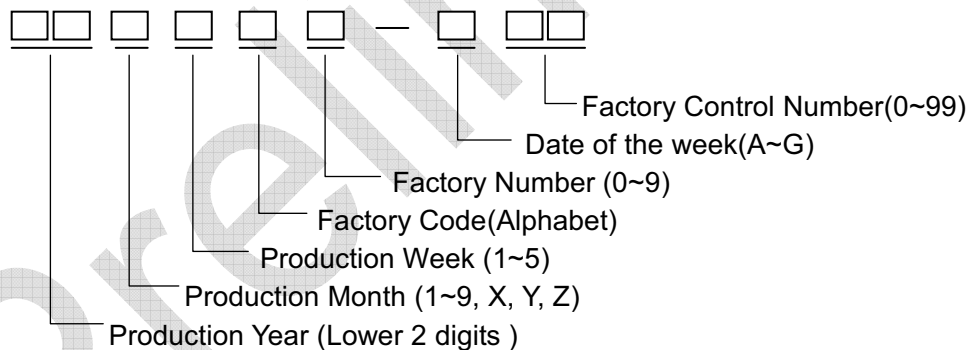 Factory Control Number(0~99)
Date of the week(A~G)
Factory Number (0~9)
Factory Code(Alphabet)
Production Week (1~5)
Production Month (1~9, X, Y, Z)
Production Year (Lower 2 digits )